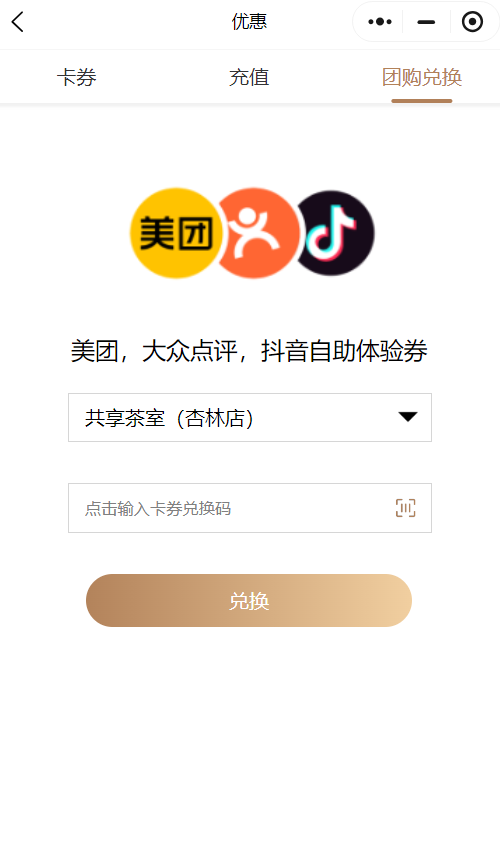 优惠
卡券
充值
团购兑换
美团
美团，大众点评，抖音自助体验券
共享茶室（杏林店）
点击输入卡券兑换码
兑换